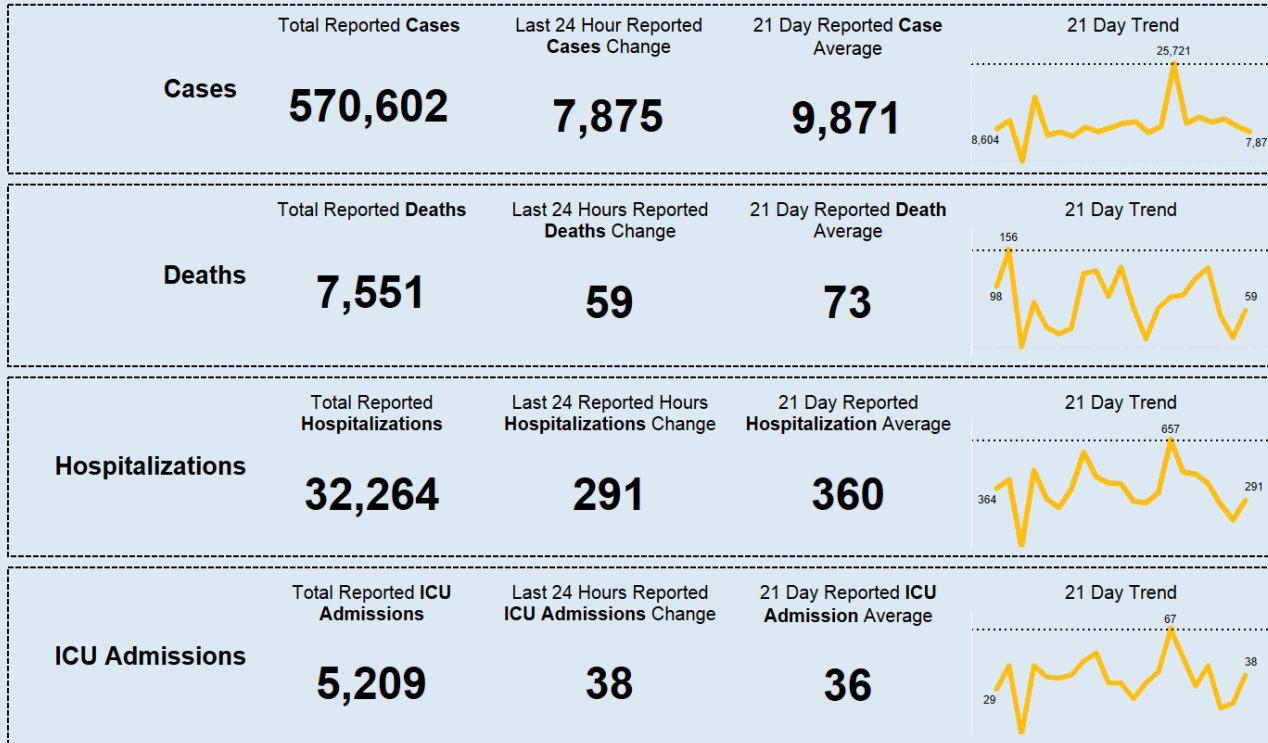 Cases
Total Reported Cases
570,602
Last 24 Hour Reported
Cases Change
7,875
21 Day Reported Case
Average
9,871
21 Day Trend
25,721
8,604
7,87
Deaths
Total Reported Deaths
7,551
Last 24 Hours Reported
Deaths Change
59
21 Day Reported Death
Average
73
21 Day Trend
156
98
59
Hospitalizations
Total Reported
Hospitalizations
32,264
Last 24 Reported Hours
Hospitalizations Change
291
21 Day Reported
Hospitalization Average
360
21 Day Trend
657
364
291
ICU Admissions
Total Reported ICU
Admissions
5,209
Last 24 Hours Reported
ICU Admissions Change
38
21 Day Reported ICU
Admission Average
36
21 Day Trend
67
29
38